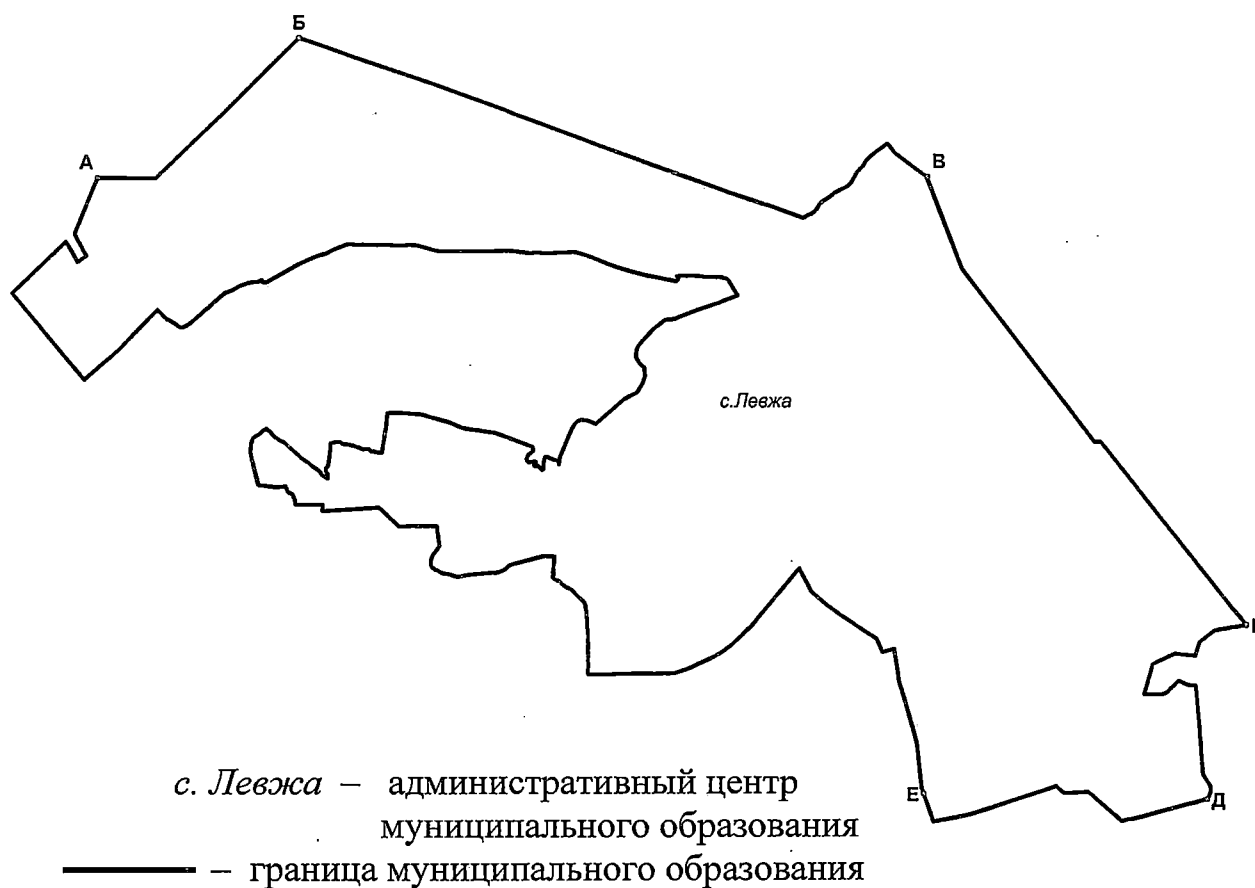 Б
А
В
с.Левжа
Е
Д
с. Левжа – административный центр
муниципального образования
– граница муниципального образования